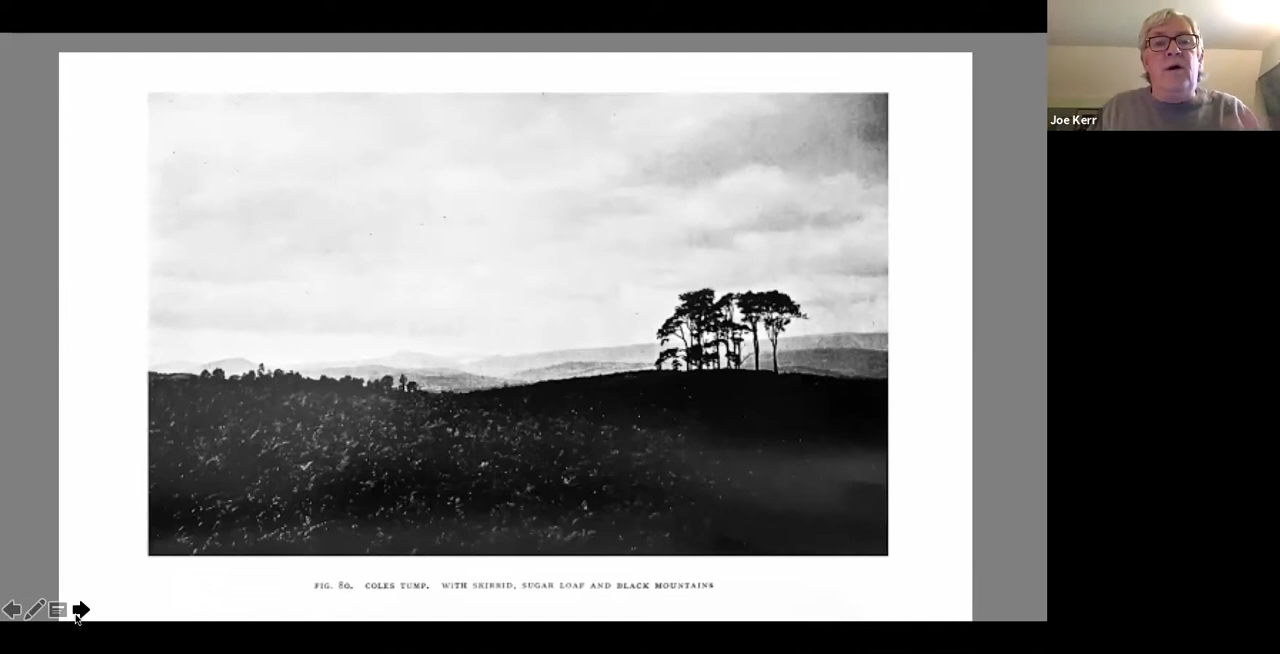 Joe Kerr
FIG. 80. COLES TUMP. WITH SKIRRID, SUGAR LOAF AND BLACK MOUNTAINS